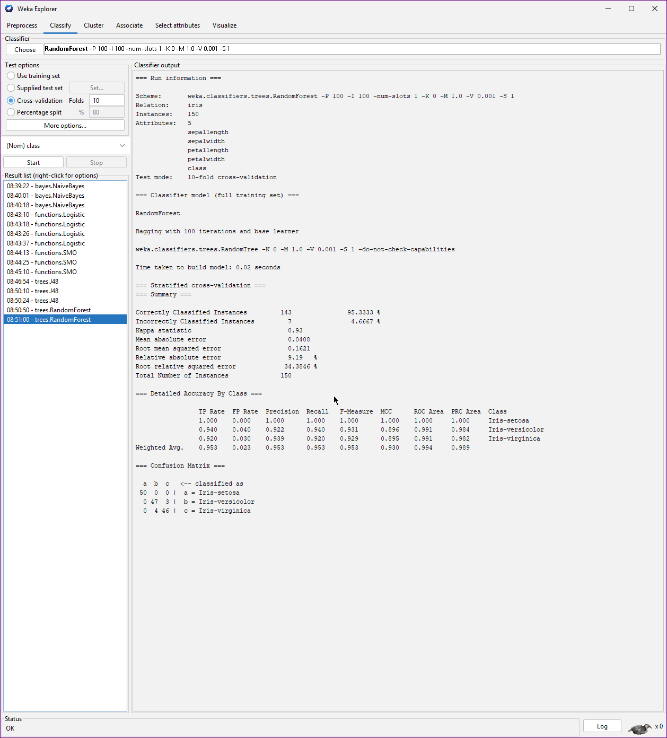 Weka Explorer
Preprocess Classify Cluster Associate Select attributes Visualize
Classifier
Choose RandomForest -P 100 -I 100 -num-slots 1 -K 0 -M 1.0 -V 0.001 -S 1
Test options
Use training set
Supplied test set Set...
Cross-validation Folds 10
Percentage split % 80
More options...
(Nom) class
Start Stop
Result list (right-click for options)
08:39:22 - bayes.NaiveBayes
08:40:01 - bayes.NaiveBayes
08:40:18 - bayes.NaiveBayes
08:43:10 - functions.Logistic
08:43:18 - functions.Logistic
08:43:26 - functions.Logistic
08:43:37 - functions.Logistic
08:44:13 - functions.SMO
08:44:25 - functions.SMO
08:45:10 - functions.SMO
08:46:54 - trees.J48
08:50:10 - trees.J48
08:50:24 - trees.J48
08:50:50 - trees.RandomForest
08:51:00 - trees.RandomForest
Classifier output
=== Run information ===
Scheme: weka.classifiers.trees.RandomForest -P 100 -I 100 -num-slots 1 -K 0 -M 1.0 -V 0.001 -S 1
Relation: iris
Instances: 150
Attributes: 5
sepallength
sepalwidth
petallength
petalwidth
class
Test mode: 10-fold cross-validation
=== Classifier model (full training set) ===
RandomForest
Bagging with 100 iterations and base learner
weka.classifiers.trees.RandomTree -K 0 -M 1.0 -V 0.001 -S 1 -do-not-check-capabilities
Time taken to build model: 0.02 seconds
=== Stratified cross-validation ===
=== Summary ===
Correctly Classified Instances 143 95.3333 %
Incorrectly Classified Instances 7 4.6667 %
Kappa statistic 0.93
Mean absolute error 0.0408
Root mean squared error 0.1621
Relative absolute error 9.19 %
Root relative squared error 34.3846 %
Total Number of Instances 150
=== Detailed Accuracy By Class ===
TP Rate FP Rate Precision Recall F-Measure MCC ROC Area PRC Area Class
1.000 0.000 1.000 1.000 1.000 1.000 1.000 1.000 Iris-setosa
0.940 0.040 0.922 0.940 0.931 0.896 0.991 0.984 Iris-versicolor
0.920 0.030 0.939 0.920 0.929 0.895 0.991 0.982 Iris-virginica
Weighted Avg. 0.953 0.023 0.953 0.953 0.953 0.930 0.994 0.989
=== Confusion Matrix ===
a b c <-- classified as
50 0 0 | a = Iris-setosa
0 47 3 | b = Iris-versicolor
0 4 46 | c = Iris-virginica
Status
OK
Log x 0